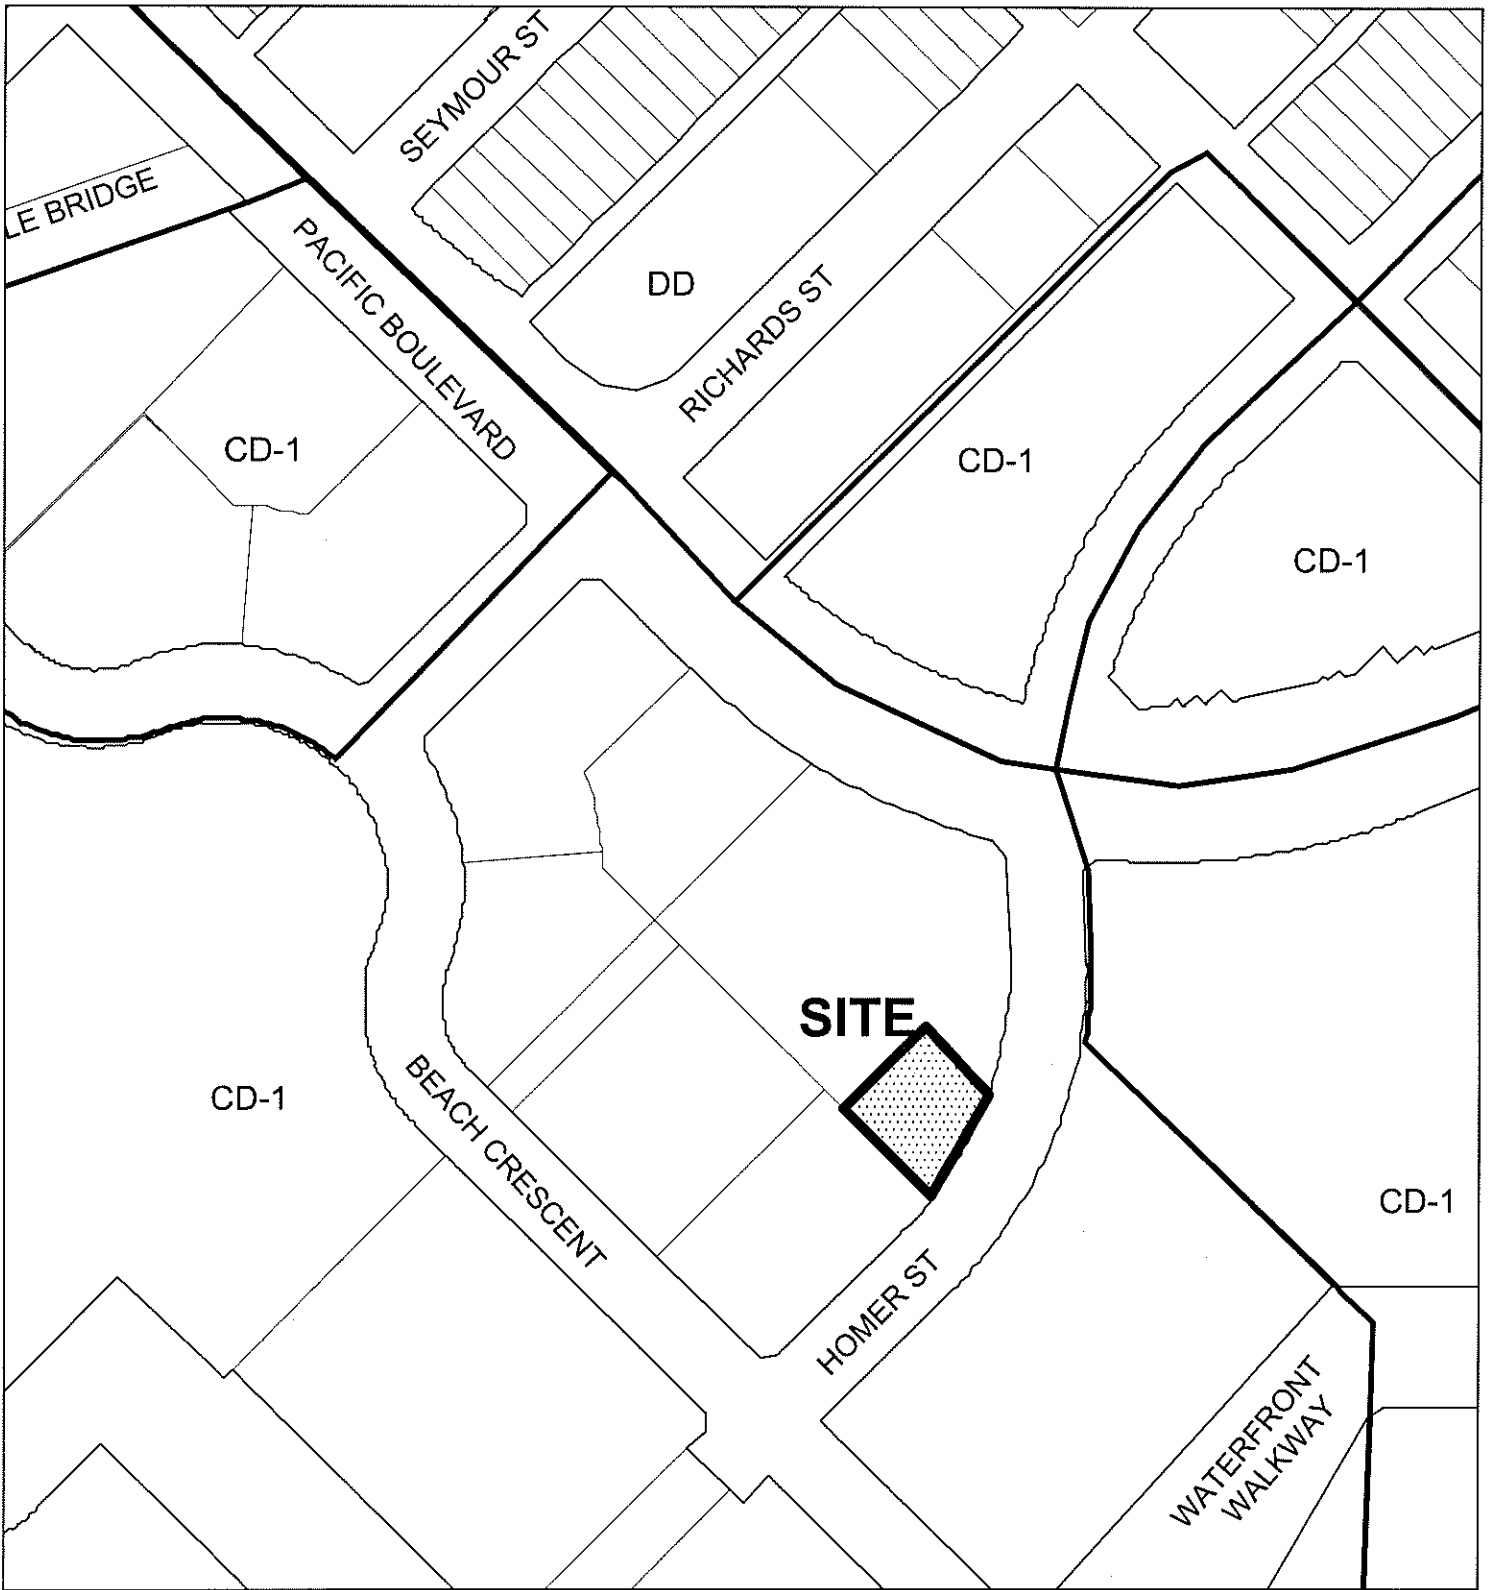 SEYMOUR ST
LE BRIDGE
PACIFIC BOULEVARD
DD
RICHARDS ST
CD-1
CD-1
CD-1
SITE
BEACH CRESCENT
CD-1
CD-1
HOMER ST
WATERFRONT
WALKWAY